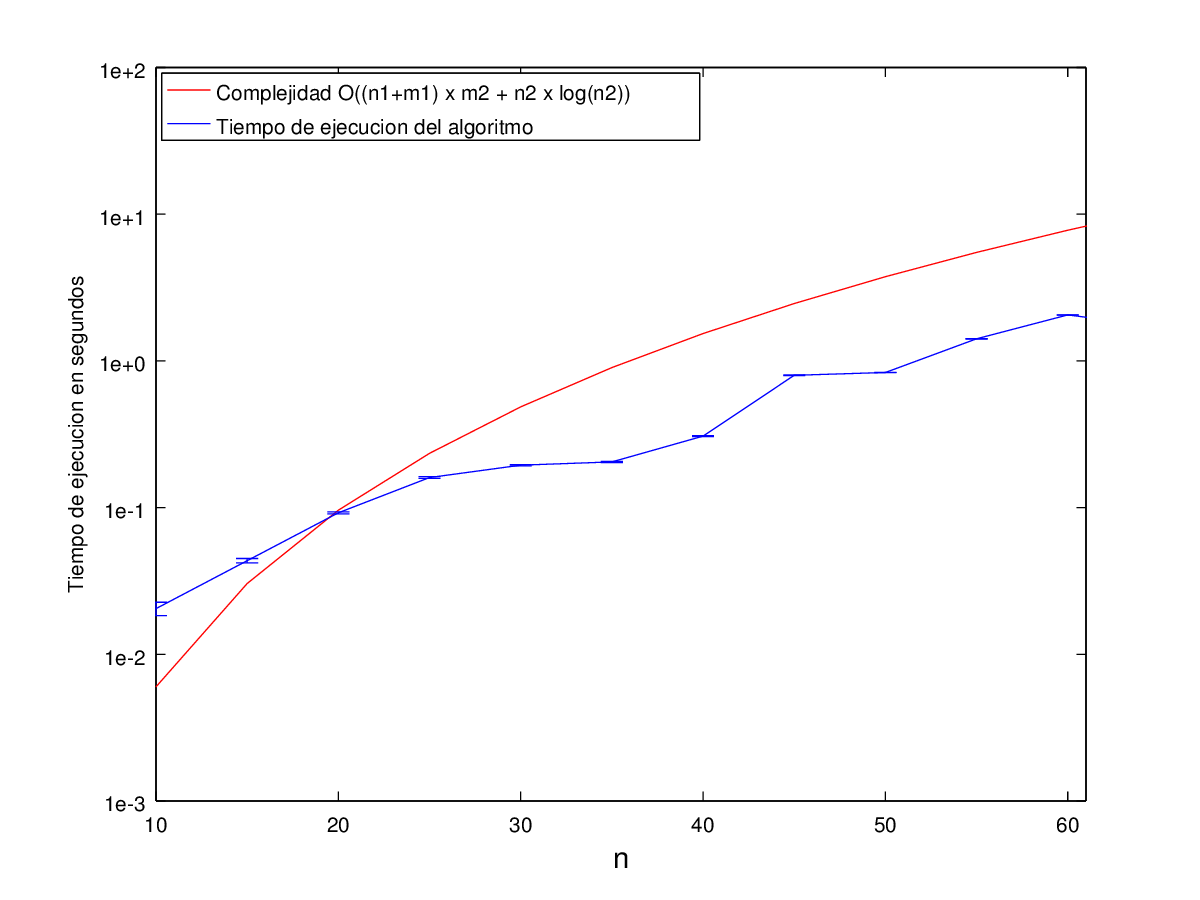 1e+2
Complejidad O((n1+m1) x m2 + n2 x log(n2))
Tiempo de ejecucion del algoritmo
1e+1
Tiempo de ejecucion en segundos
1e+0
1e-1
1e-2
1e-3
10 20 30 40 50 60
n